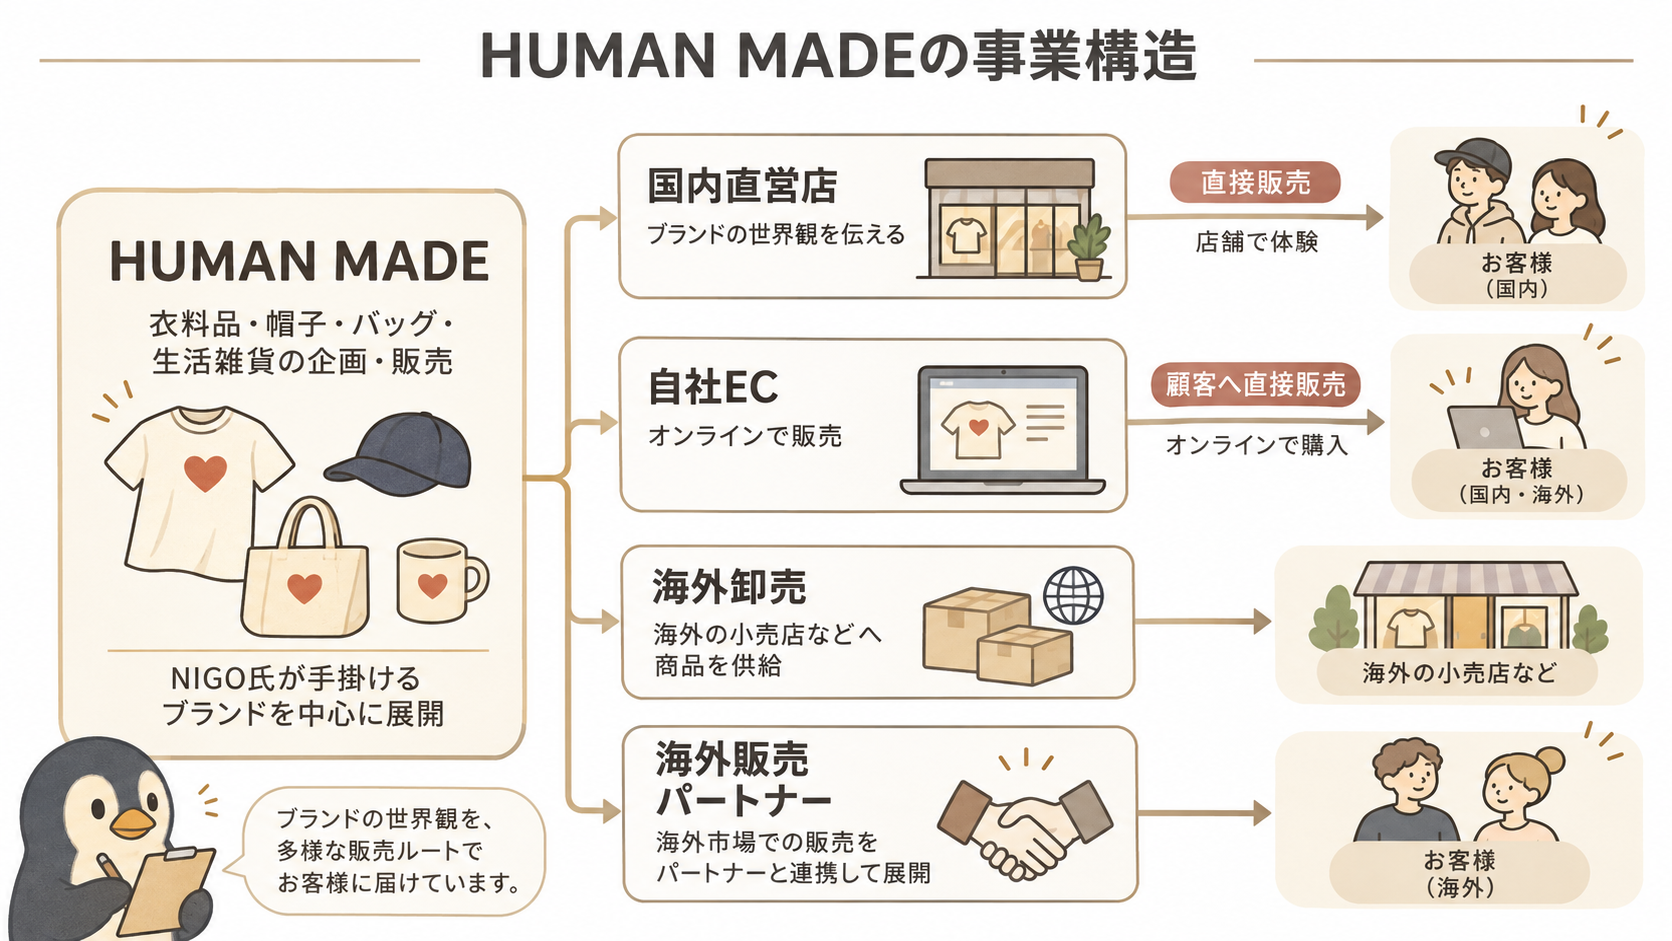 HUMAN MADEの事業構造
HUMAN MADE
衣料品・帽子・バッグ・
生活雑貨の企画・販売
NIGO氏が手掛ける
ブランドを中心に展開
ブランドの世界観を、
多様な販売ルートで
お客様に届けています。
国内直営店
ブランドの世界観を伝える
直接販売
店舗で体験
お客様
（国内）
自社EC
オンラインで販売
顧客へ直接販売
オンラインで購入
お客様
（国内・海外）
海外卸売
海外の小売店などへ
商品を供給
海外の小売店など
海外販売
パートナー
海外市場での販売を
パートナーと連携して展開
お客様
（海外）